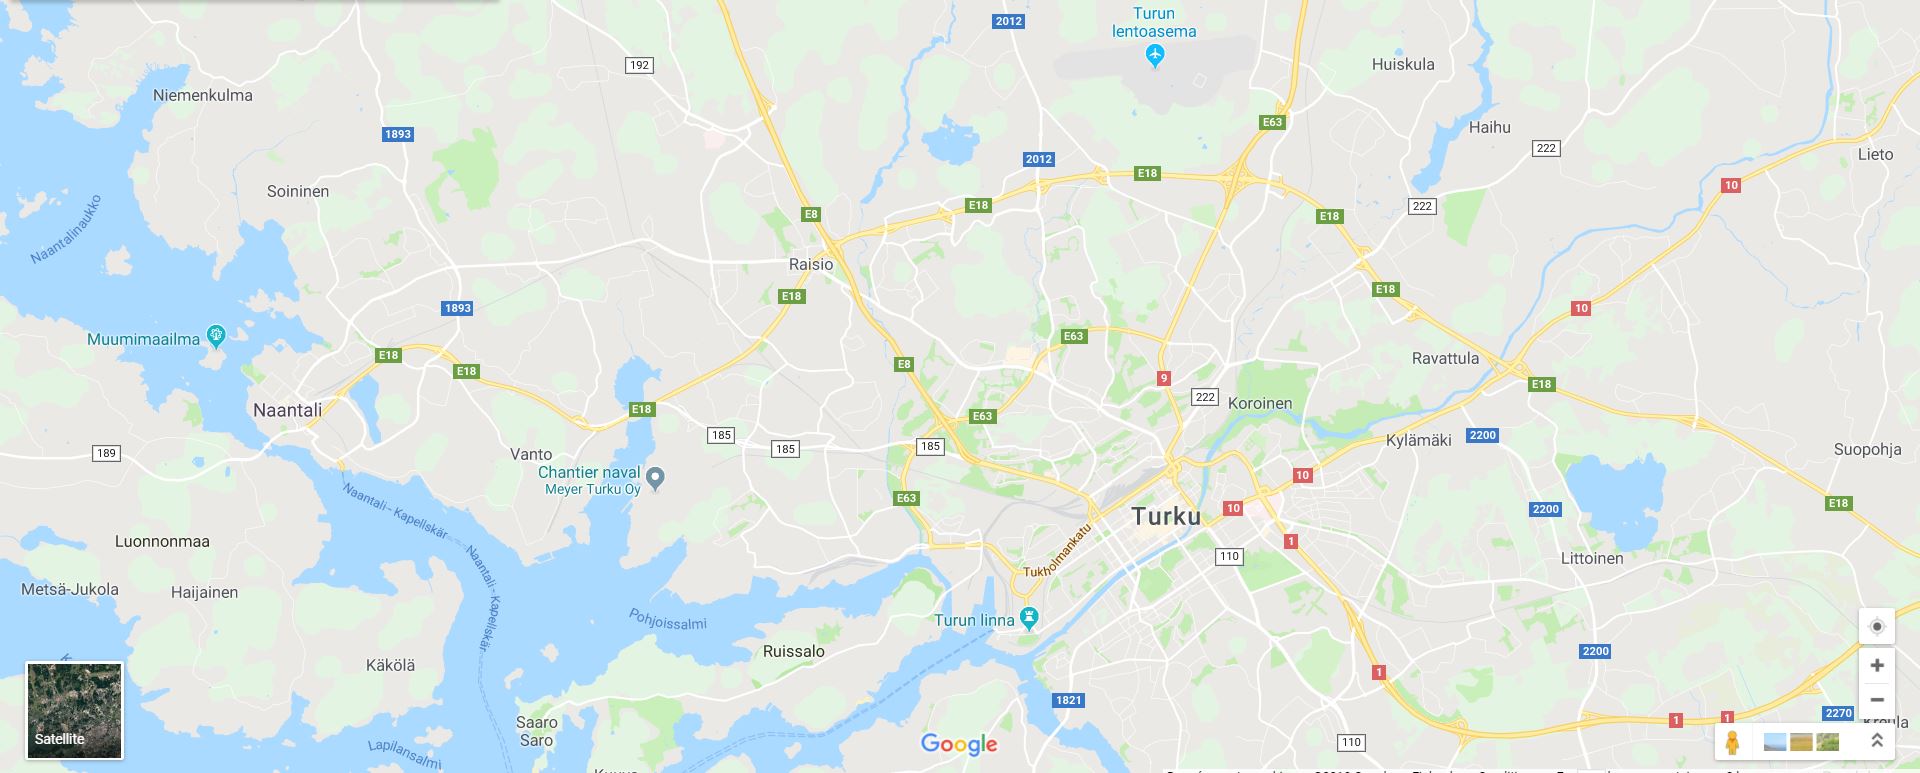 Turun
lentoasema
2012
192
Huiskula
Niemenkulma
E63
Haihu
1893
222
Lieto
2012
E18
10
Soininen
222
E18
E8
E18
Naantalinaukko
Raisio
E18
E18
1893
10
Muumimaailma
E63
E18
E18
Ravattula
E8
9
E18
222
Koroinen
Naantali
E18
E63
185
2200
Kylämäki
185
185
189
Vanto
Suopohja
Chantier naval
Meyer Turku Oy
10
Naantali - Kapellskär
E63
E18
10
2200
Turku
Luonnonmaa
1
Tukholmankatu
110
Littoinen
Metsä-Jukola
Haijainen
Naantali - Kapellskär
Pohjoissalmi
Turun linna
Ruissalo
2200
Käkölä
1
1821
Satellite
Saaro
Saro
2270
1
1
Lapilansalmi
Google
110